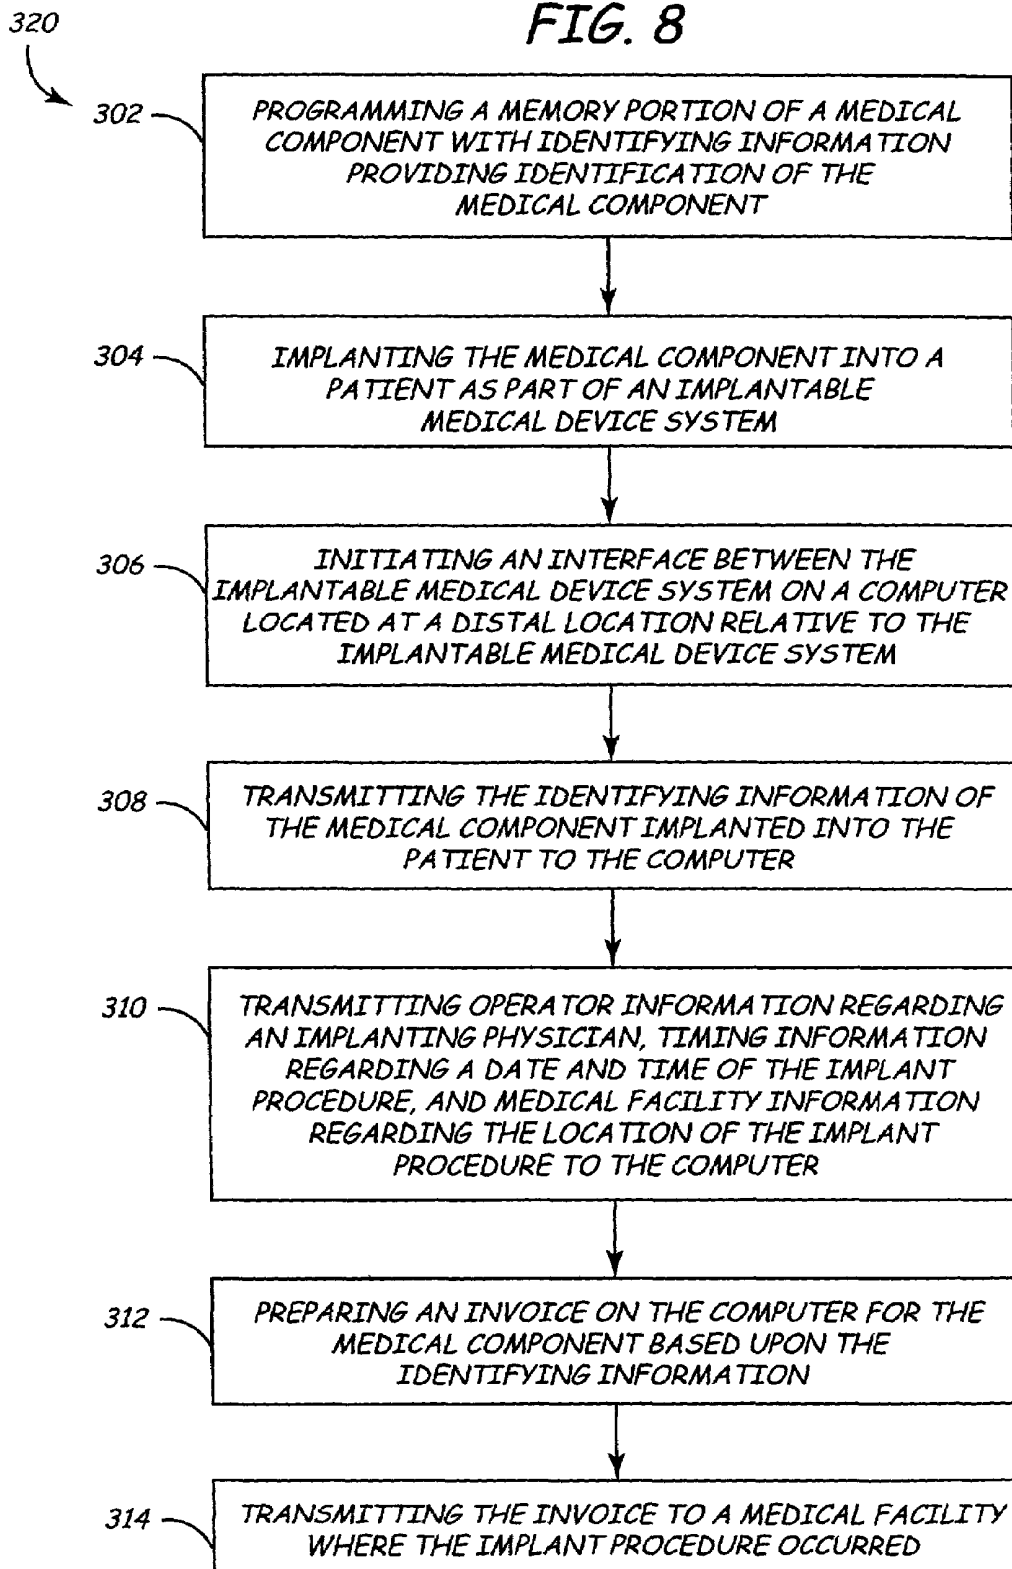 FIG. 8
320
302
PROGRAMMING A MEMORY PORTION OF A MEDICAL
COMPONENT WITH IDENTIFYING INFORMATION
PROVIDING IDENTIFICATION OF THE
MEDICAL COMPONENT
304
IMPLANTING THE MEDICAL COMPONENT INTO A
PATIENT AS PART OF AN IMPLANTABLE
MEDICAL DEVICE SYSTEM
306
INITIATING AN INTERFACE BETWEEN THE
IMPLANTABLE MEDICAL DEVICE SYSTEM ON A COMPUTER
LOCATED AT A DISTAL LOCATION RELATIVE TO THE
IMPLANTABLE MEDICAL DEVICE SYSTEM
308
TRANSMITTING THE IDENTIFYING INFORMATION OF
THE MEDICAL COMPONENT IMPLANTED INTO THE
PATIENT TO THE COMPUTER
310
TRANSMITTING OPERATOR INFORMATION REGARDING
AN IMPLANTING PHYSICIAN, TIMING INFORMATION
REGARDING A DATE AND TIME OF THE IMPLANT
PROCEDURE, AND MEDICAL FACILITY INFORMATION
REGARDING THE LOCATION OF THE IMPLANT
PROCEDURE TO THE COMPUTER
312
PREPARING AN INVOICE ON THE COMPUTER FOR THE
MEDICAL COMPONENT BASED UPON THE
IDENTIFYING INFORMATION
314
TRANSMITTING THE INVOICE TO A MEDICAL FACILITY
WHERE THE IMPLANT PROCEDURE OCCURRED